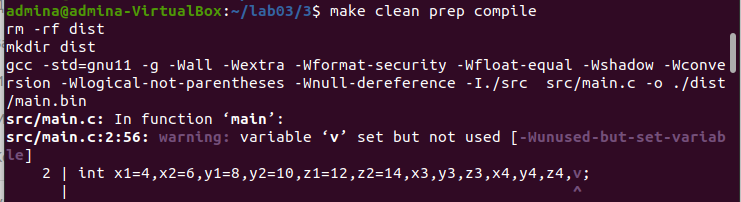 admina@admina-VirtualBox:~/lab03/3$ make clean prep compile
rm -rf dist
mkdir dist
gcc -std=gnu11 -g -Wall -Wextra -Wformat-security -Wfloat-equal -Wshadow -Wconve
rsion -Wlogical-not-parentheses -Wnull-dereference -I./src  src/main.c -o ./dist
/main.bin
src/main.c: In function ‘main’:
src/main.c:2:56: warning: variable ‘v’ set but not used [-Wunused-but-set-variab
le]
    2 | int x1=4,x2=6,y1=8,y2=10,z1=12,z2=14,x3,y3,z3,x4,y4,z4,v;
      |                                                        ^